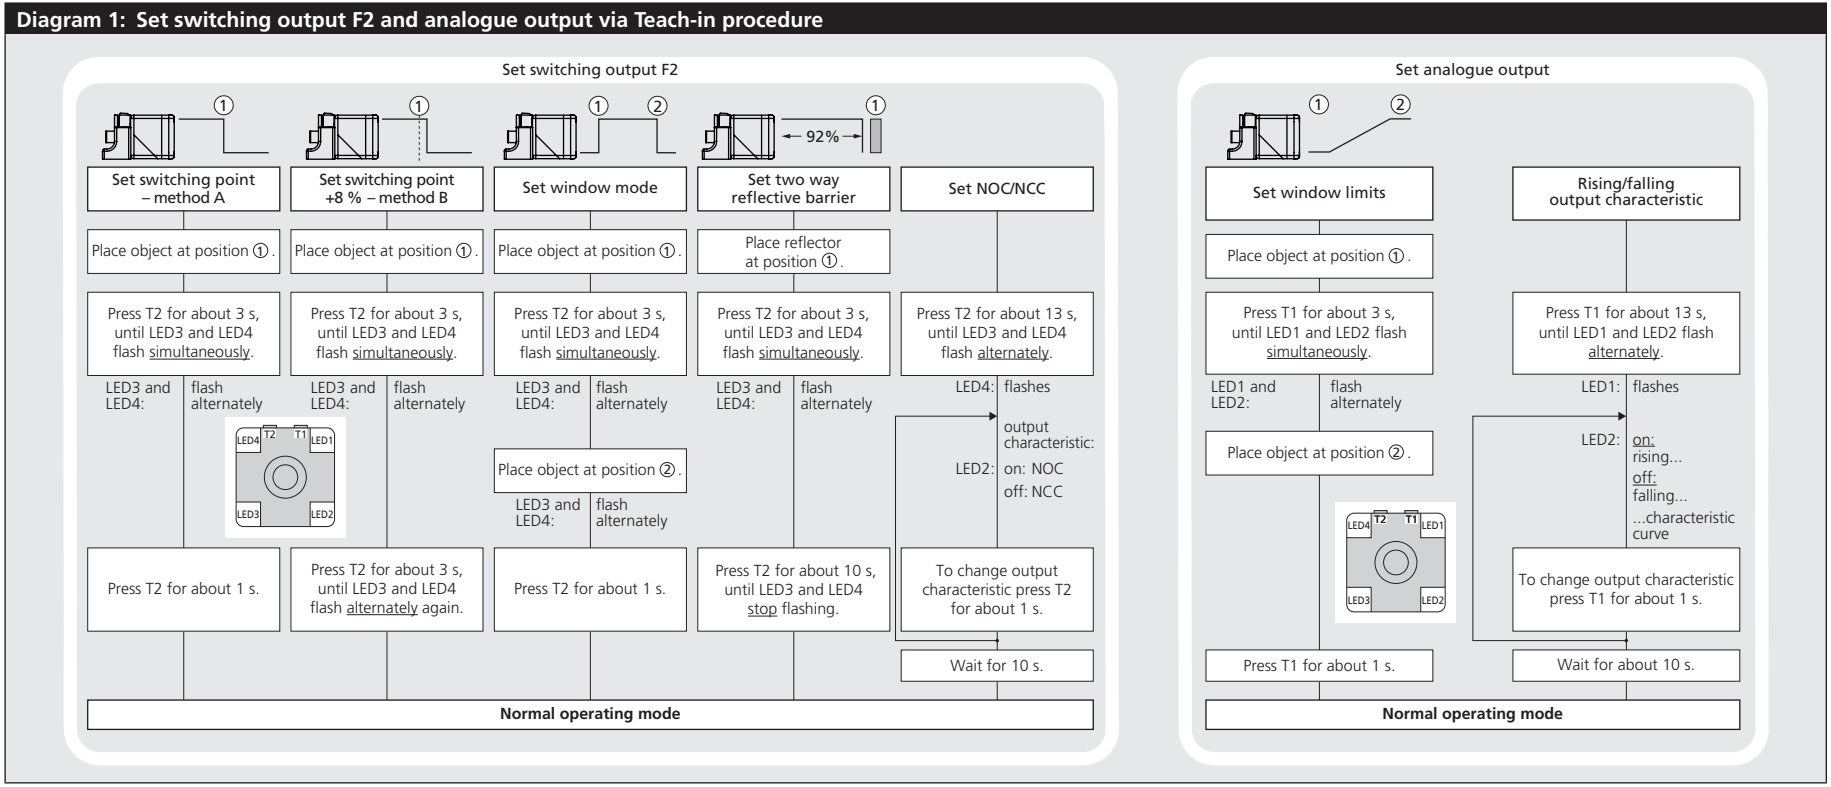 Diagram 1: Set switching output F2 and analogue output via Teach-in procedure
Set switching output F2
①
Set switching point
– method A
Place object at position ①.
Press T2 for about 3 s,
until LED3 and LED4
flash simultaneously.
LED3 and
LED4:
flash
alternately
LED4
T2
T1
LED1
LED3
LED2
Press T2 for about 1 s.
①
Set switching point
+8 % – method B
Place object at position ①.
Press T2 for about 3 s,
until LED3 and LED4
flash simultaneously.
LED3 and
LED4:
flash
alternately
Press T2 for about 3 s,
until LED3 and LED4
flash alternately again.
① ②
Set window mode
Place object at position ①.
Press T2 for about 3 s,
until LED3 and LED4
flash simultaneously.
LED3 and
LED4:
flash
alternately
Place object at position ②.
LED3 and
LED4:
flash
alternately
Press T2 for about 1 s.
①
92%
Set two way
reflective barrier
Place reflector
at position ①.
Press T2 for about 3 s,
until LED3 and LED4
flash simultaneously.
LED3 and
LED4:
flash
alternately
Press T2 for about 10 s,
until LED3 and LED4
stop flashing.
Set NOC/NCC
Press T2 for about 13 s,
until LED3 and LED4
flash alternately.
LED4: flashes
output
characteristic:
LED2: on: NOC
off: NCC
To change output
characteristic press T2
for about 1 s.
Wait for 10 s.
Normal operating mode
Set analogue output
① ②
Set window limits
Place object at position ①.
Press T1 for about 3 s,
until LED1 and LED2 flash
simultaneously.
LED1 and
LED2:
flash
alternately
Place object at position ②.
LED4
T2
T1
LED1
LED3
LED2
Press T1 for about 1 s.
Rising/falling
output characteristic
Press T1 for about 13 s,
until LED1 and LED2 flash
alternately.
LED1: flashes
LED2: on:
rising...
off:
falling...
...characteristic
curve
To change output characteristic
press T1 for about 1 s.
Wait for about 10 s.
Normal operating mode